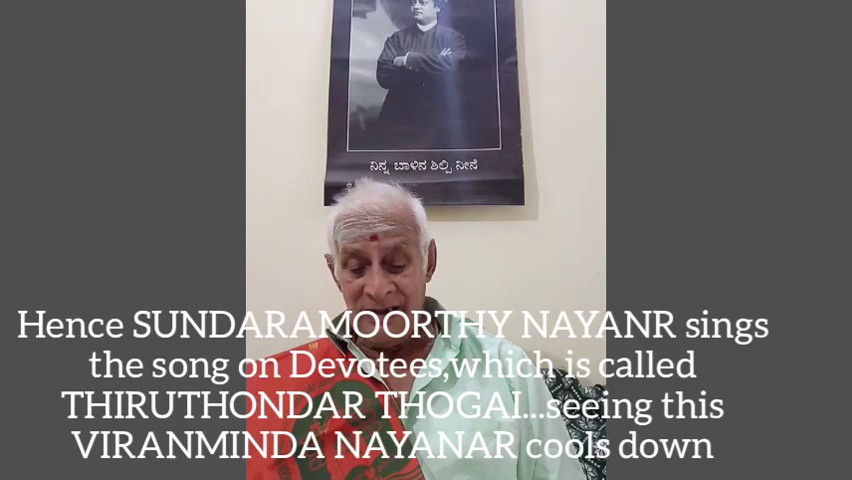 ನಿನ್ನ ಬಾಳಿನ ಶಿಲ್ಪಿ ನೀನೆ
Hence SUNDARAMOORTHY NAYANR sings
the song on Devotees,which is called
THIRUTHONDAR THOGAI...seeing this
VIRANMINDA NAYANAR cools down